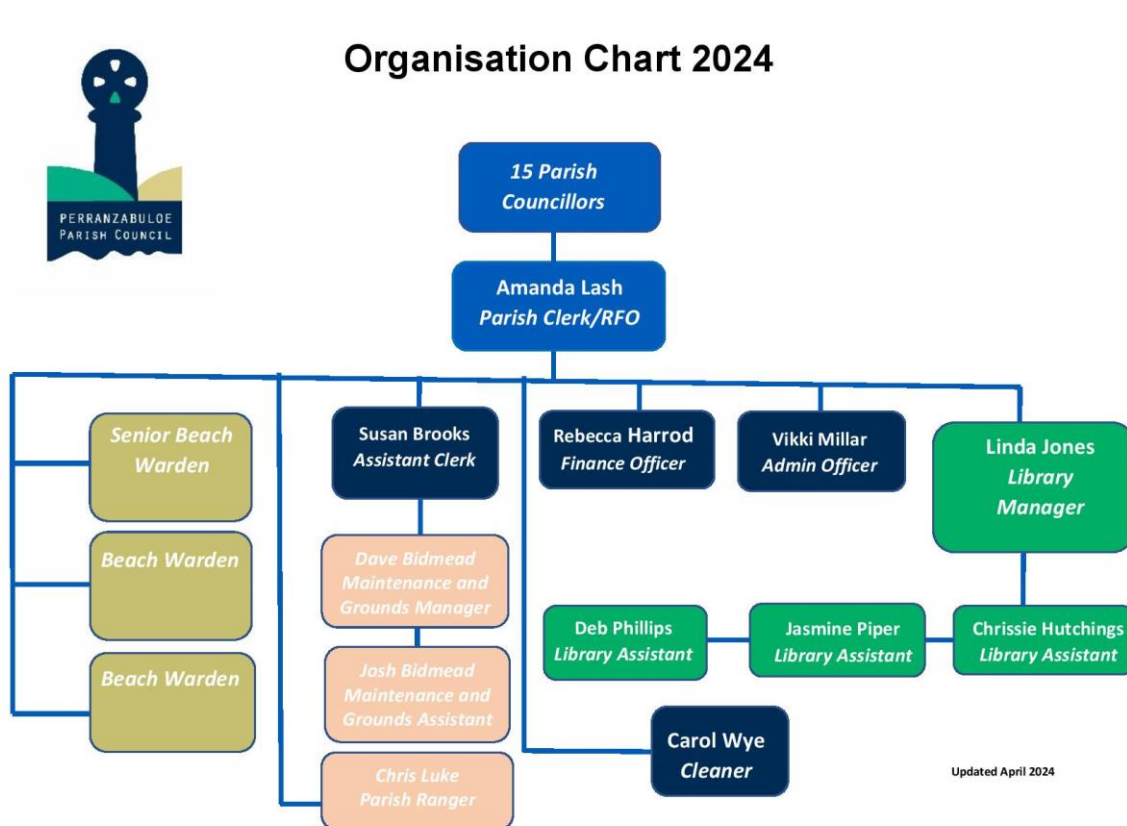 Organisation Chart 2024
PERRANZABULOE
PARISH COUNCIL
15 Parish
Councillors
Amanda Lash
Parish Clerk/RFO
Senior Beach
Warden
Beach Warden
Beach Warden
Susan Brooks
Assistant Clerk
Dave Bidmead
Maintenance and
Grounds Manager
Josh Bidmead
Maintenance and
Grounds Assistant
Chris Luke
Parish Ranger
Rebecca Harrod
Finance Officer
Vikki Millar
Admin Officer
Linda Jones
Library
Manager
Deb Phillips
Library Assistant
Jasmine Piper
Library Assistant
Chrissie Hutchings
Library Assistant
Carol Wye
Cleaner
Updated April 2024